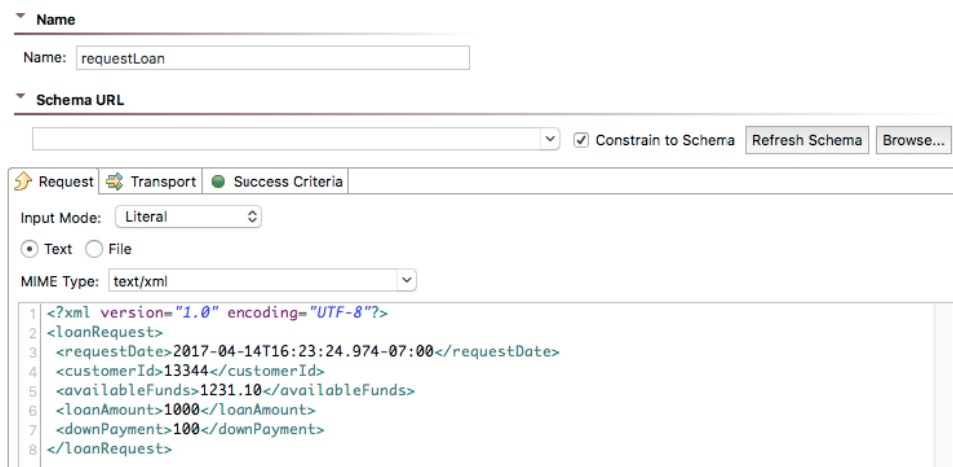 Name
Name: requestLoan
Schema URL
Constrain to Schema Refresh Schema Browse...
Request Transport Success Criteria
Input Mode: Literal
Text File
MIME Type: text/xml
1 <?xml version="1.0" encoding="UTF-8"?>
2 <loanRequest>
3 <requestDate>2017-04-14T16:23:24.974-07:00</requestDate>
4 <customerId>13344</customerId>
5 <availableFunds>1231.10</availableFunds>
6 <loanAmount>1000</loanAmount>
7 <downPayment>100</downPayment>
8 </loanRequest>